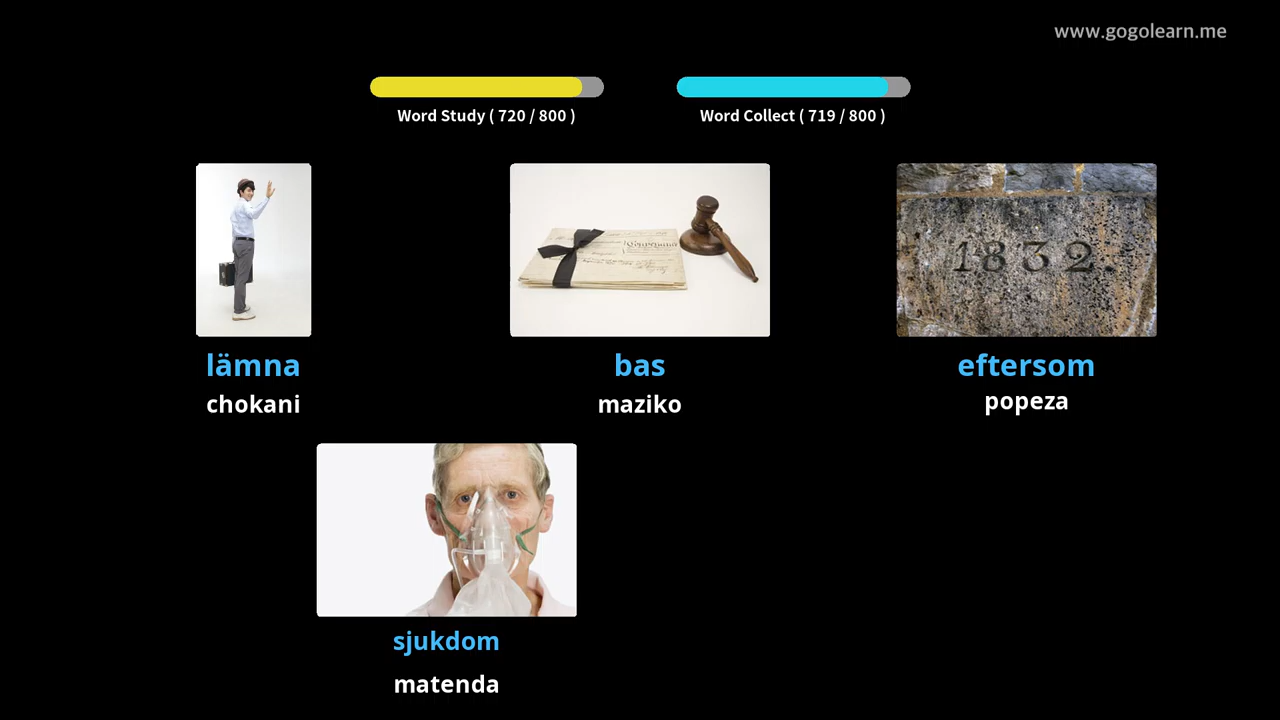 www.gogolearn.me
Word Study ( 720 / 800 )
Word Collect ( 719 / 800 )
1832.
lämna
bas
eftersom
chokani
maziko
popeza
sjukdom
matenda